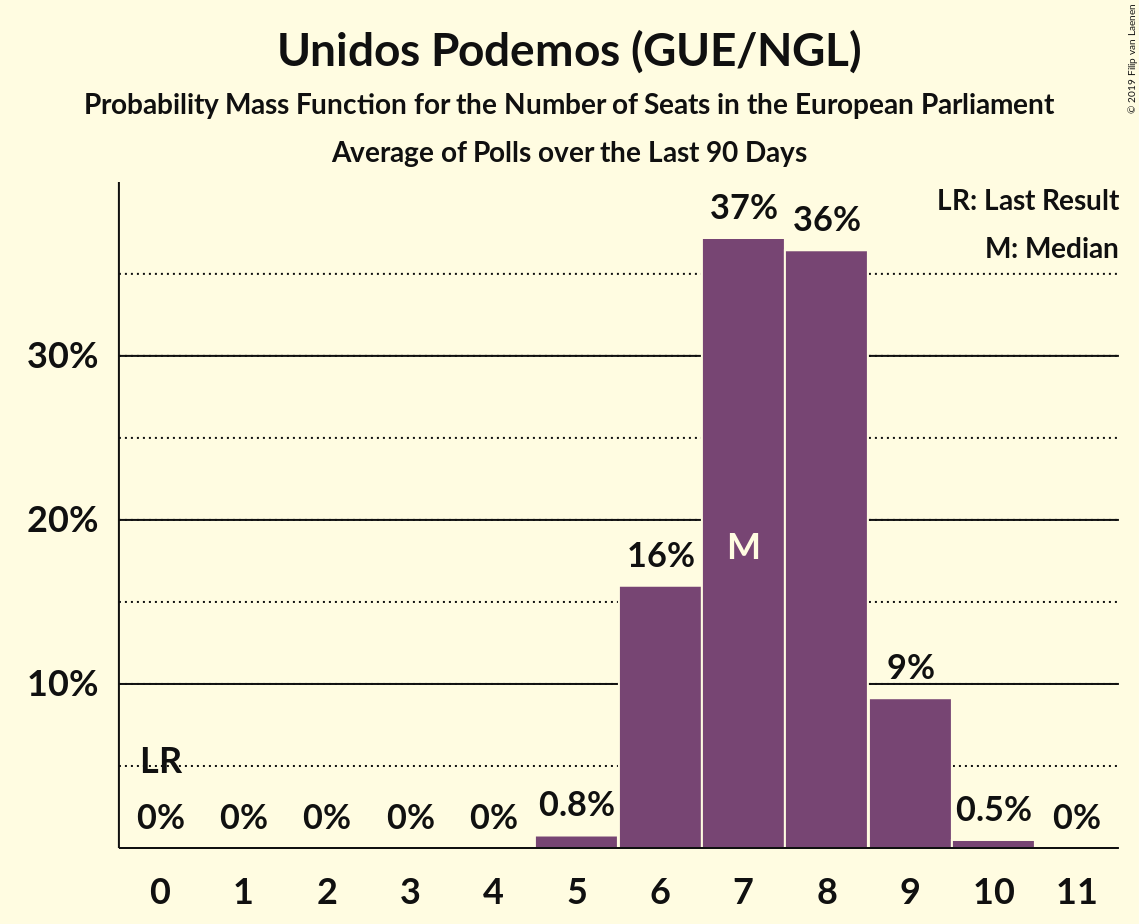 Unidos Podemos (GUE/NGL)
Probability Mass Function for the Number of Seats in the European Parliament
Average of Polls over the Last 90 Days
© 2019 Filip van Laenen
LR: Last Result
M: Median
37%
36%
30%
20%
16%
M
10%
9%
LR
0%
0%
0%
0%
0%
0.8%
0.5%
0%
0 1 2 3 4 5 6 7 8 9 10 11